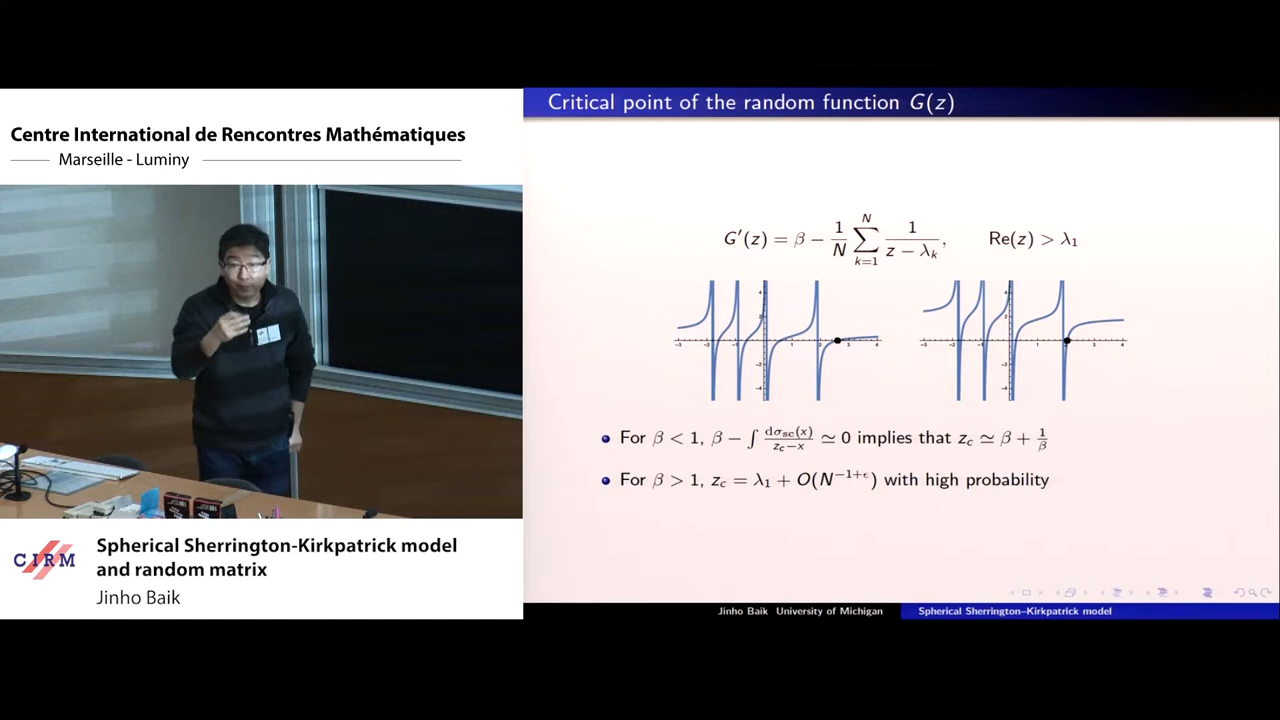 Centre International de Rencontres Mathématiques
Marseille - Luminy
CIRM
Spherical Sherrington-Kirkpatrick model
and random matrix
Jinho Baik
Critical point of the random function G(z)
G′(z) = β − 1/N ∑_{k=1}^{N} 1/(z − λ_k),   Re(z) > λ₁
For β < 1, β − ∫ dσ_sc(x)/(z_c−x) ≃ 0 implies that z_c ≃ β + 1/β
For β > 1, z_c = λ₁ + O(N^{−1+ϵ}) with high probability
Jinho Baik University of Michigan
Spherical Sherrington–Kirkpatrick model